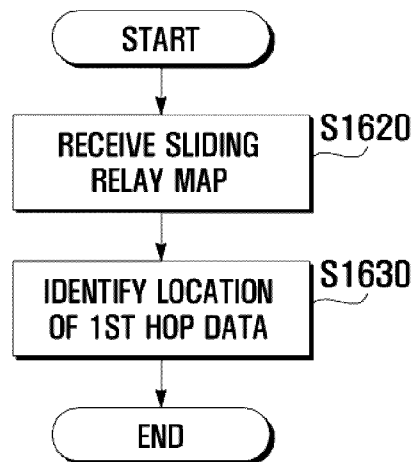 START
S1620
RECEIVE SLIDING
RELAY MAP
S1630
IDENTIFY LOCATION
OF 1ST HOP DATA
END